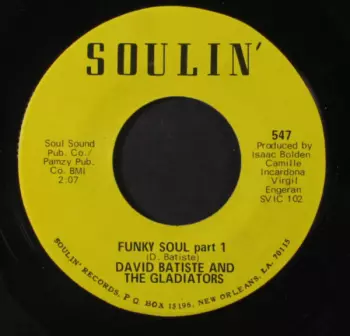 SOULIN'
Soul Sound
Pub. Co./
Pamzy Pub.
Co. BMI
2:07
547
Produced by
Isaac Bolden
Camille
Incardona
Virgil
Engeran
SVIC 102
FUNKY SOUL part 1
(D. Batiste)
DAVID BATISTE AND
THE GLADIATORS
SOULIN' RECORDS, P O BOX 15196, NEW ORLEANS, LA. 70115